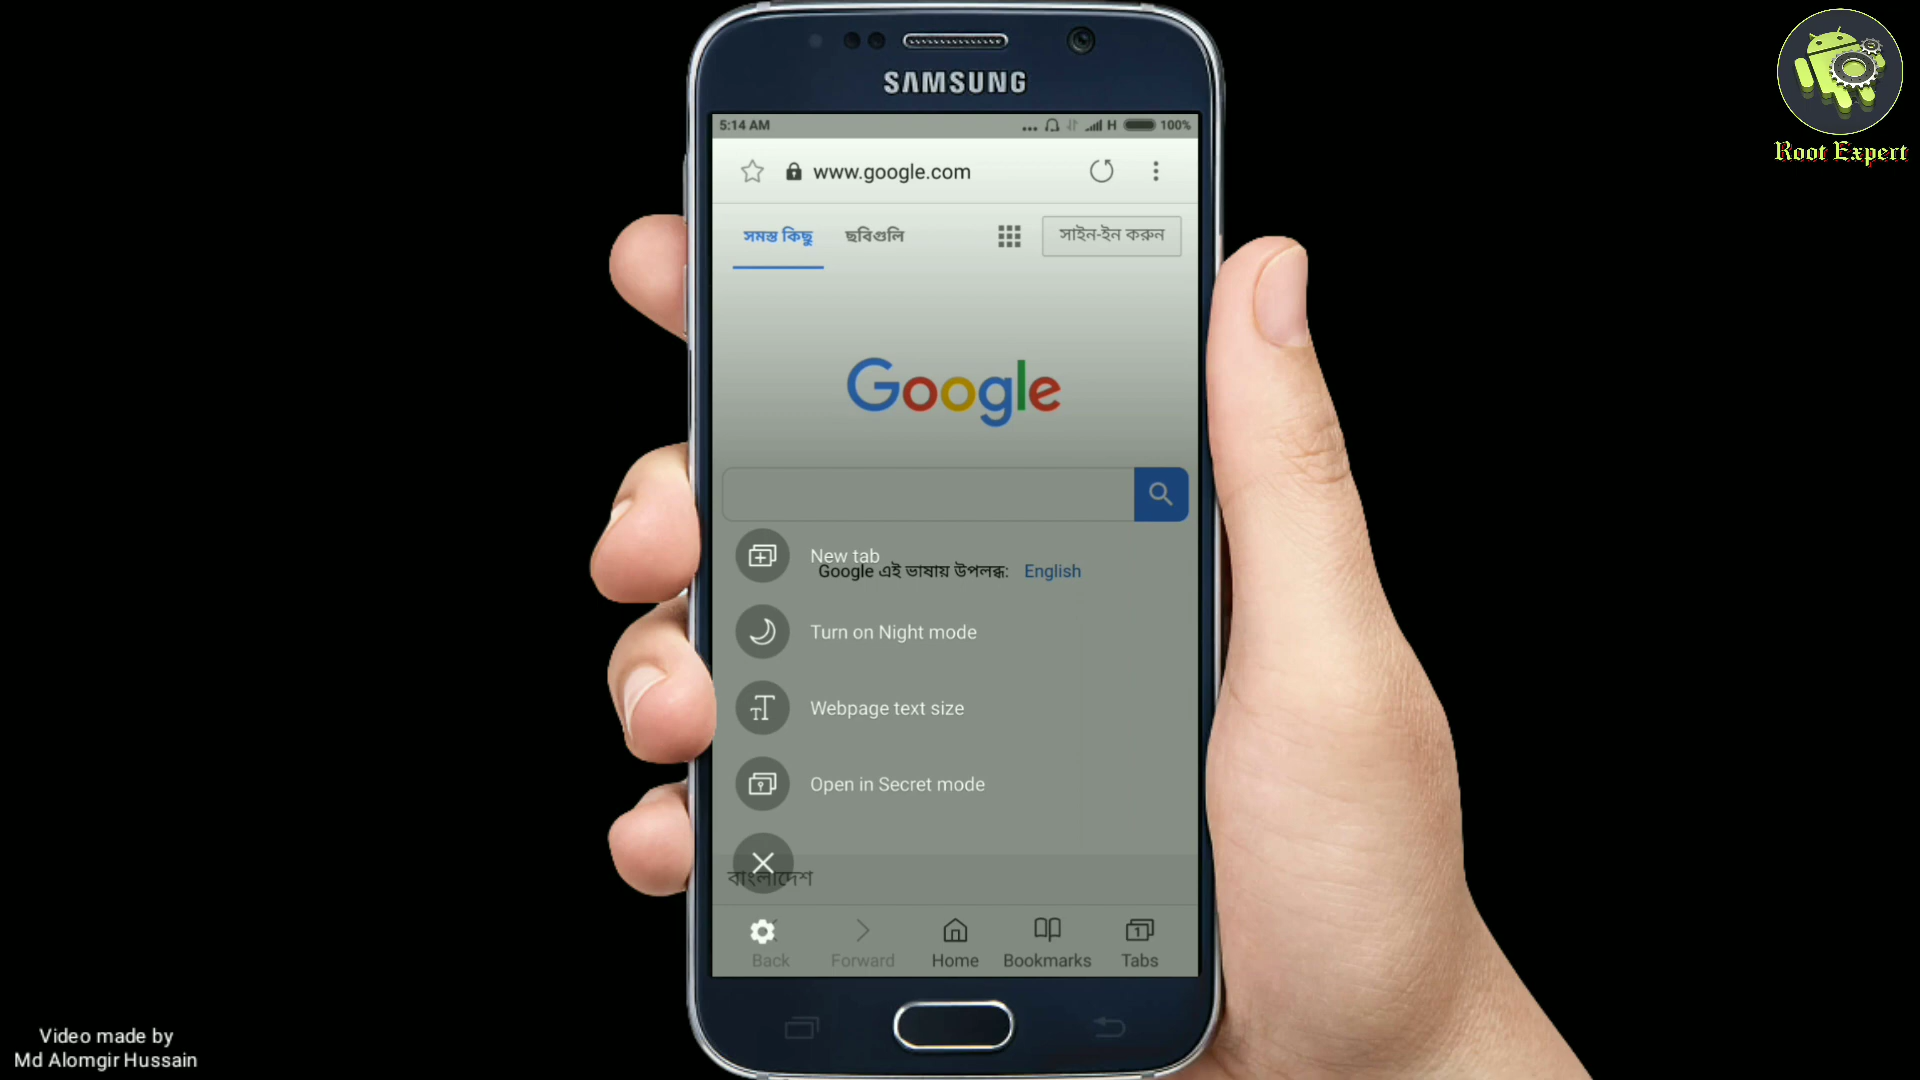 SAMSUNG
5:14 AM
H 100%
www.google.com
সমস্ত কিছু
ছবিগুলি
সাইন-ইন করুন
Google
New tab
Google এই ভাষায় উপলব্ধ: English
Turn on Night mode
Webpage text size
Open in Secret mode
বাংলাদেশ
Back
Forward
Home
Bookmarks
1
Tabs
Root Expert
Video made by
Md Alomgir Hussain